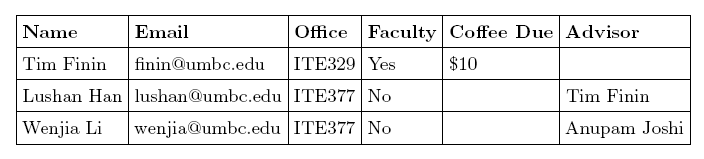 Name Email Office Faculty Coffee Due Advisor
Tim Finin finin@umbc.edu ITE329 Yes $10
Lushan Han lushan@umbc.edu ITE377 No Tim Finin
Wenjia Li wenjia@umbc.edu ITE377 No Anupam Joshi